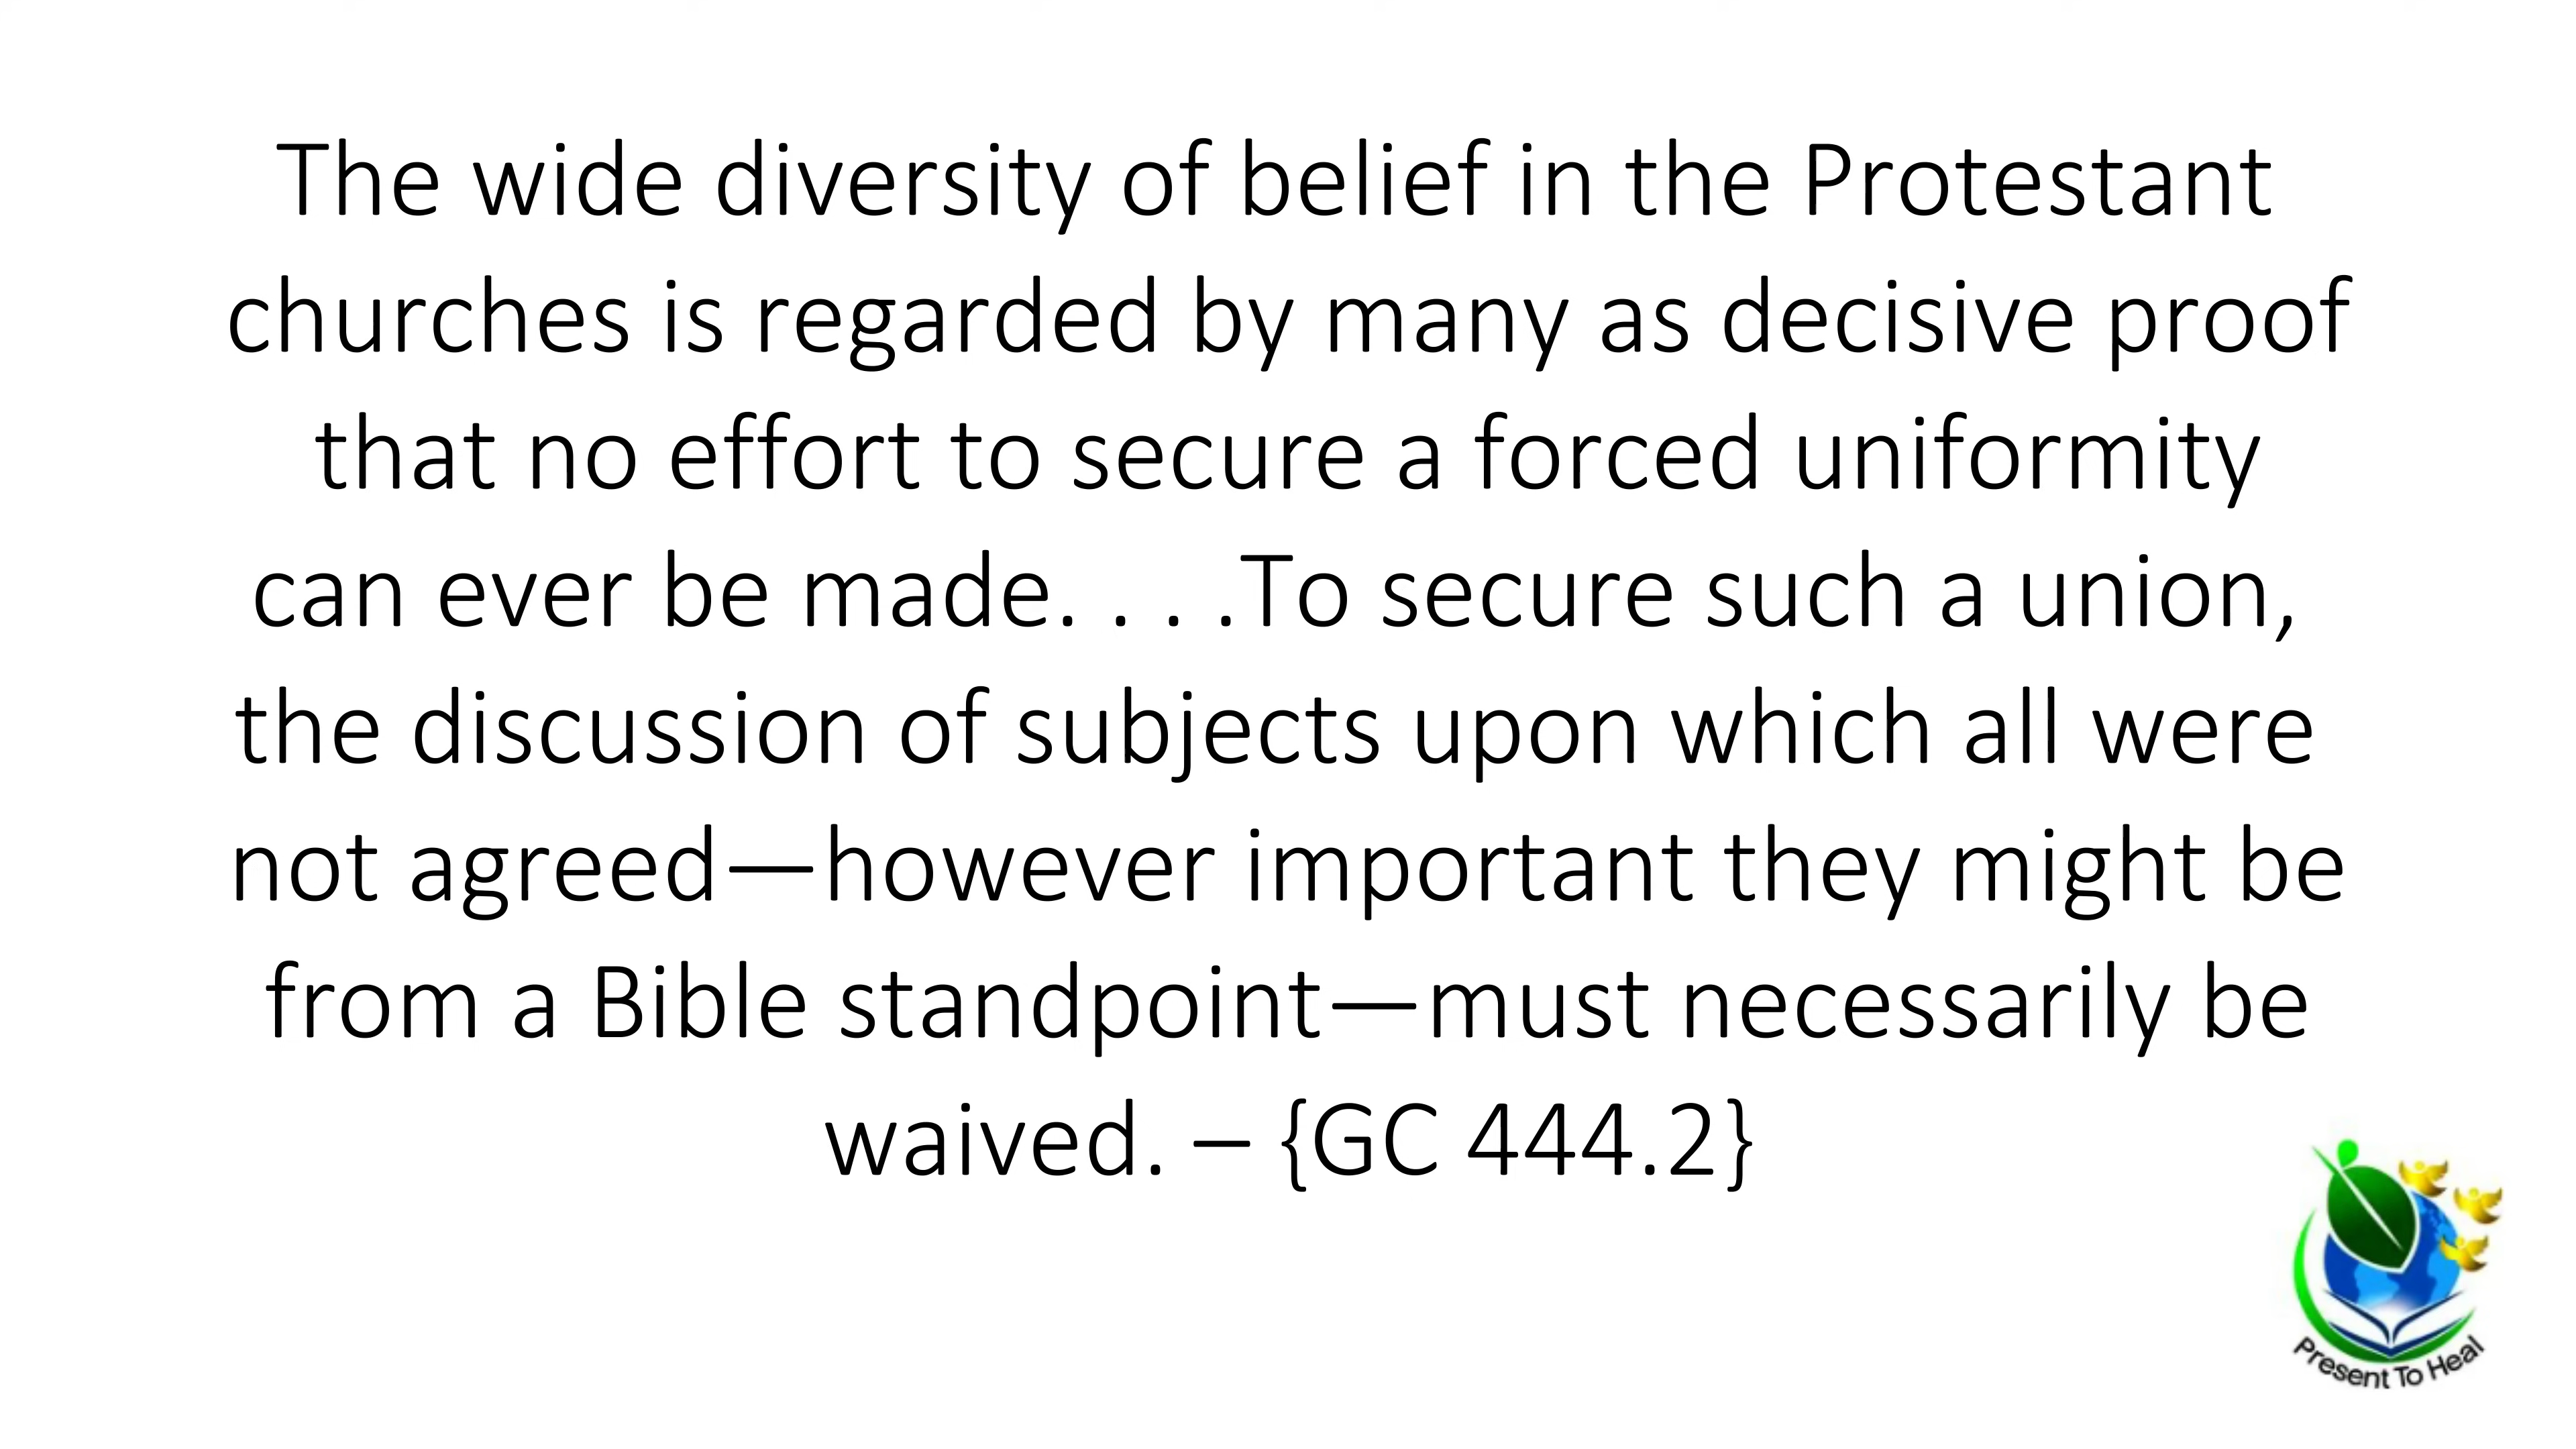 The wide diversity of belief in the Protestant
churches is regarded by many as decisive proof
that no effort to secure a forced uniformity
can ever be made. . . .To secure such a union,
the discussion of subjects upon which all were
not agreed—however important they might be
from a Bible standpoint—must necessarily be
waived. – {GC 444.2}
Present To Heal